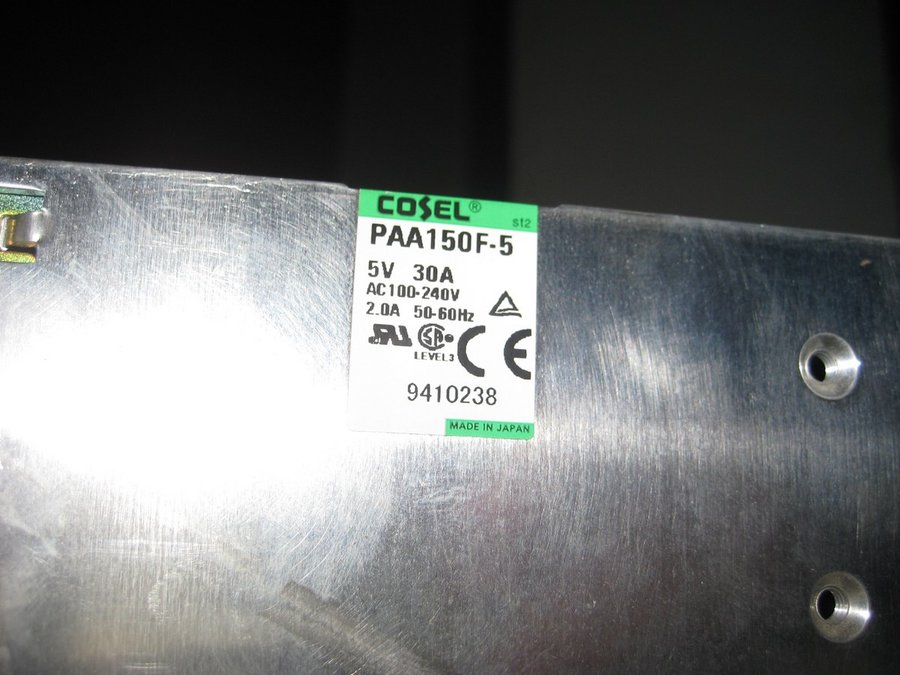 COSEL®
st2
PAA150F-5
5V 30A
AC100-240V
2.0A 50-60Hz
LEVEL3
CE
9410238
MADE IN JAPAN